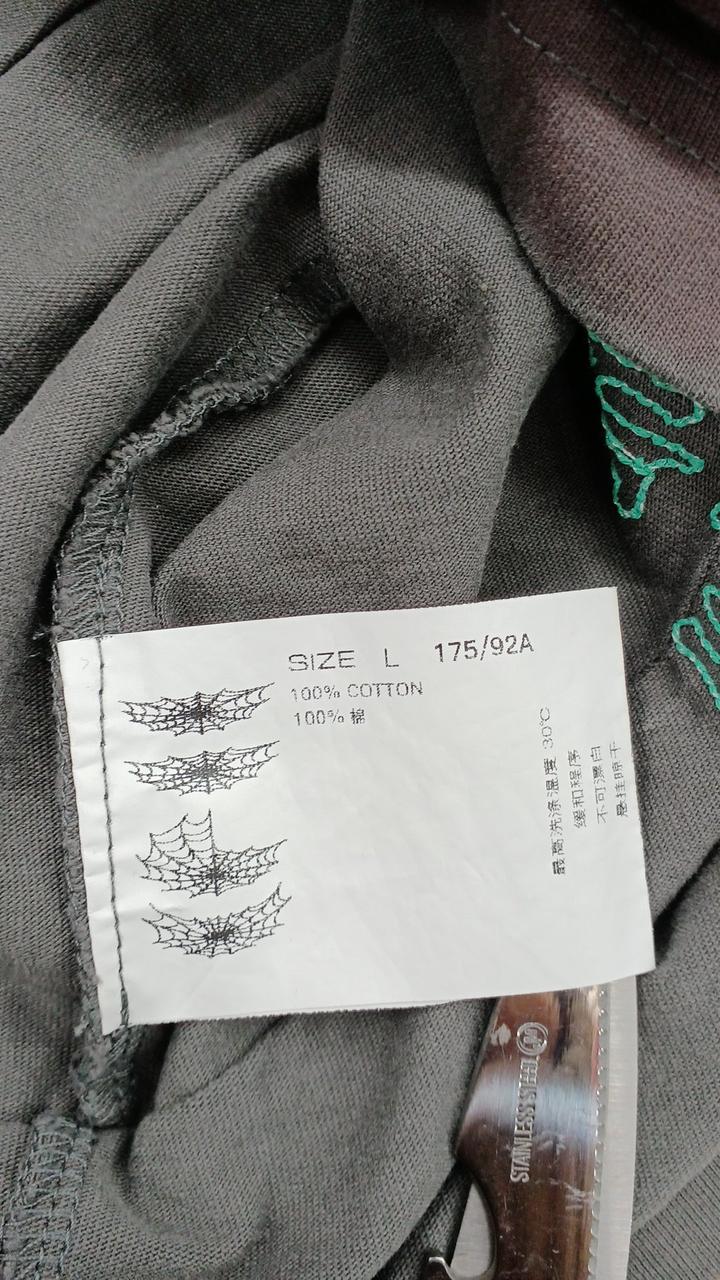 SIZE L 175/92A
100% COTTON
100% 棉
最高洗涤温度 30℃
缓和程序
不可漂白
悬挂晾干
STAINLESS STEEL